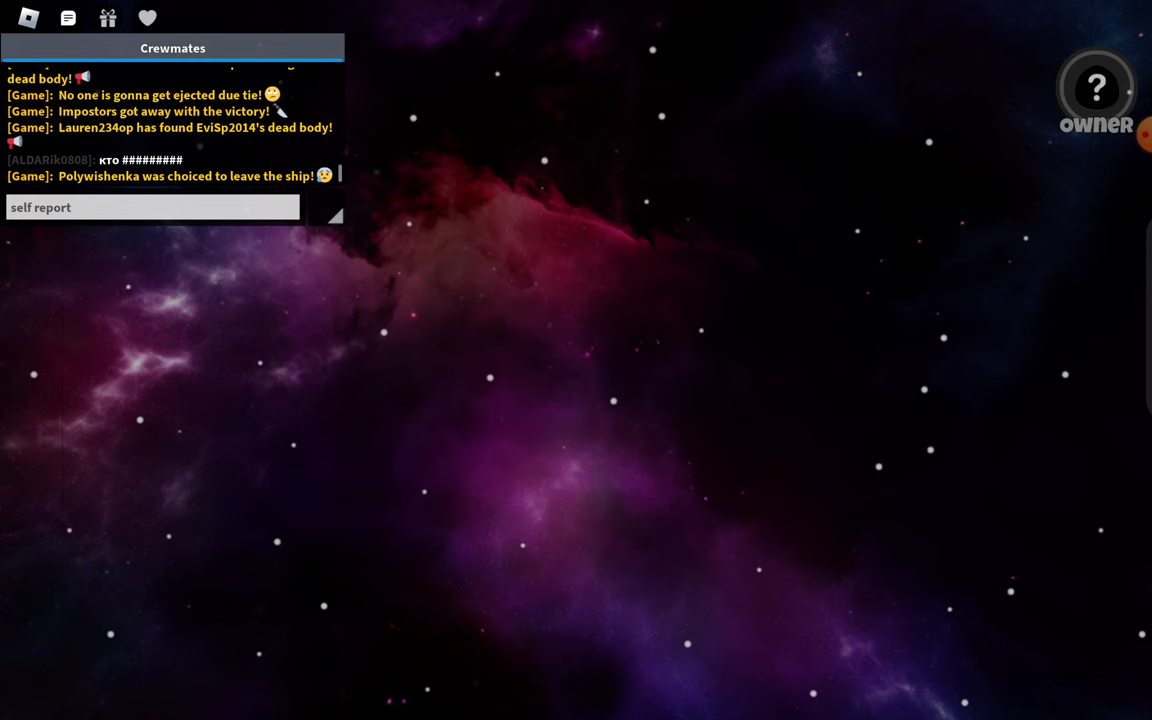 Crewmates
dead body!
[Game]: No one is gonna get ejected due tie!
[Game]: Impostors got away with the victory!
[Game]: Lauren234op has found EviSp2014's dead body!
[ALDARik0808]: кто #########
[Game]: Polywishenka was choiced to leave the ship!
self report
?
OWNER